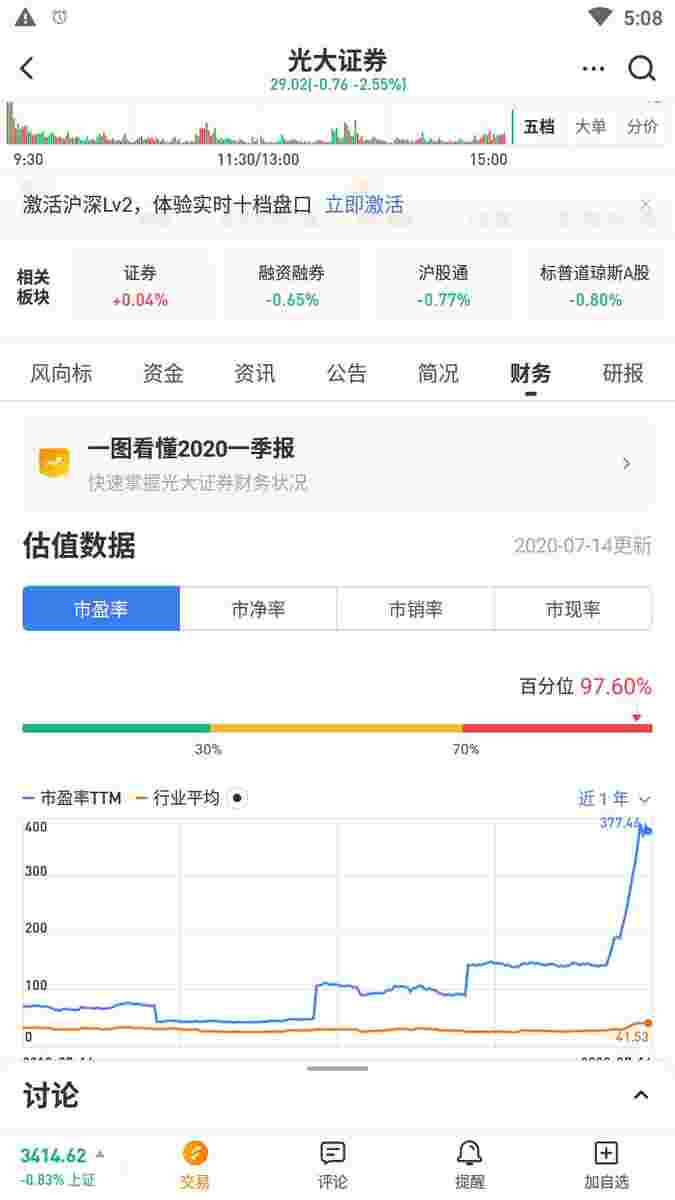 5:08
光大证券
29.02(-0.76 -2.55%)
五档 大单 分价
9:30 11:30/13:00 15:00
激活沪深Lv2，体验实时十档盘口 立即激活
相关板块
证券 融资融券 沪股通 标普道琼斯A股
+0.04% -0.65% -0.77% -0.80%
风向标 资金 资讯 公告 简况 财务 研报
一图看懂2020一季报
快速掌握光大证券财务状况
估值数据 2020-07-14更新
市盈率 市净率 市销率 市现率
百分位 97.60%
30% 70%
市盈率TTM 行业平均 近1年
400 377.44
300
200
100
0 41.53
讨论
3414.62
-0.83% 上证
交易 评论 提醒 加自选